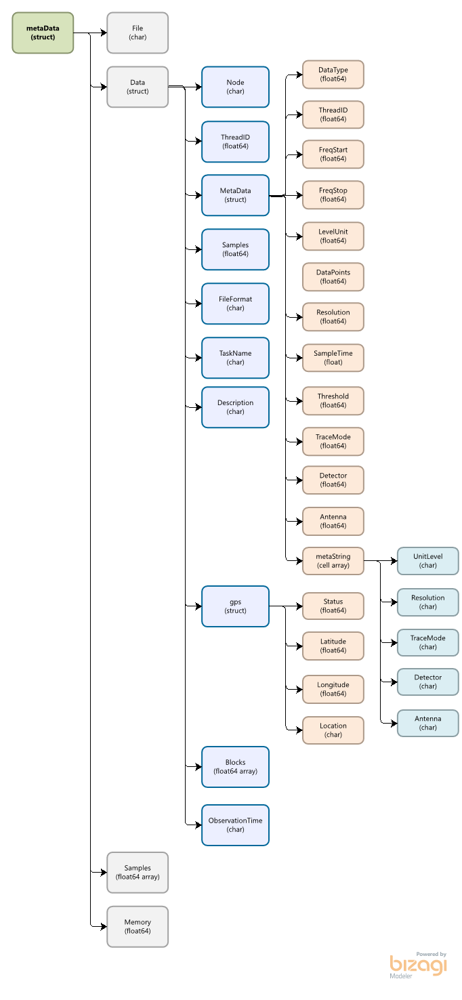 metaData
(struct)
File
(char)
Data
(struct)
Node
(char)
ThreadID
(float64)
MetaData
(struct)
DataType
(float64)
ThreadID
(float64)
FreqStart
(float64)
FreqStop
(float64)
LevelUnit
(float64)
DataPoints
(float64)
Resolution
(float64)
SampleTime
(float)
Threshold
(float64)
TraceMode
(float64)
Detector
(float64)
Antenna
(float64)
metaString
(cell array)
UnitLevel
(char)
Resolution
(char)
TraceMode
(char)
Detector
(char)
Antenna
(char)
Samples
(float64)
FileFormat
(char)
TaskName
(char)
Description
(char)
gps
(struct)
Status
(float64)
Latitude
(float64)
Longitude
(float64)
Location
(char)
Blocks
(float64 array)
ObservationTime
(char)
Samples
(float64 array)
Memory
(float64)
Powered by
bizagi
Modeler